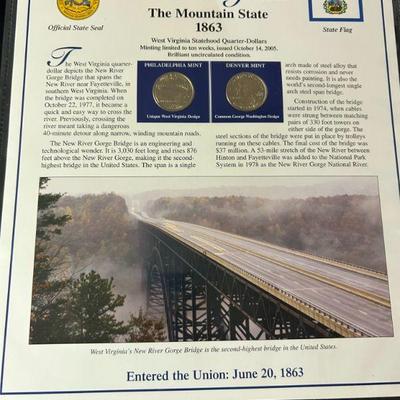 The Mountain State
1863
Official State Seal
State Flag
West Virginia Statehood Quarter-Dollars
Minting limited to ten weeks, issued October 14, 2005.
Brilliant uncirculated condition.
The West Virginia quarter-
dollar depicts the New River
Gorge Bridge that spans the
New River near Fayetteville, in
southern West Virginia. When
the bridge was completed on
October 22, 1977, it became a
quick and easy way to cross the
river. Previously, crossing the
river meant taking a dangerous
40-minute detour along narrow, winding mountain roads.
The New River Gorge Bridge is an engineering and
technological wonder. It is 3,030 feet long and rises 876
feet above the New River, making it the second-
highest bridge in the United States. The span is a single
PHILADELPHIA MINT
Unique West Virginia Design
DENVER MINT
Common George Washington Design
arch made of steel alloy that
resists corrosion and never
needs painting. It is also the
world's second-longest single
arch steel span bridge.
Construction of the bridge
started in 1974, when cables
were strung between matching
pairs of 330 foot towers on
either side of the gorge. The
steel sections of the bridge were put in place by trolleys
running on these cables. The final cost of the bridge was
$37 million. A 53-mile stretch of the New River between
Hinton and Fayetteville was added to the National Park
System in 1978 as the New River Gorge National River.
West Virginia's New River Gorge Bridge is the second-highest bridge in the United States.
Entered the Union: June 20, 1863